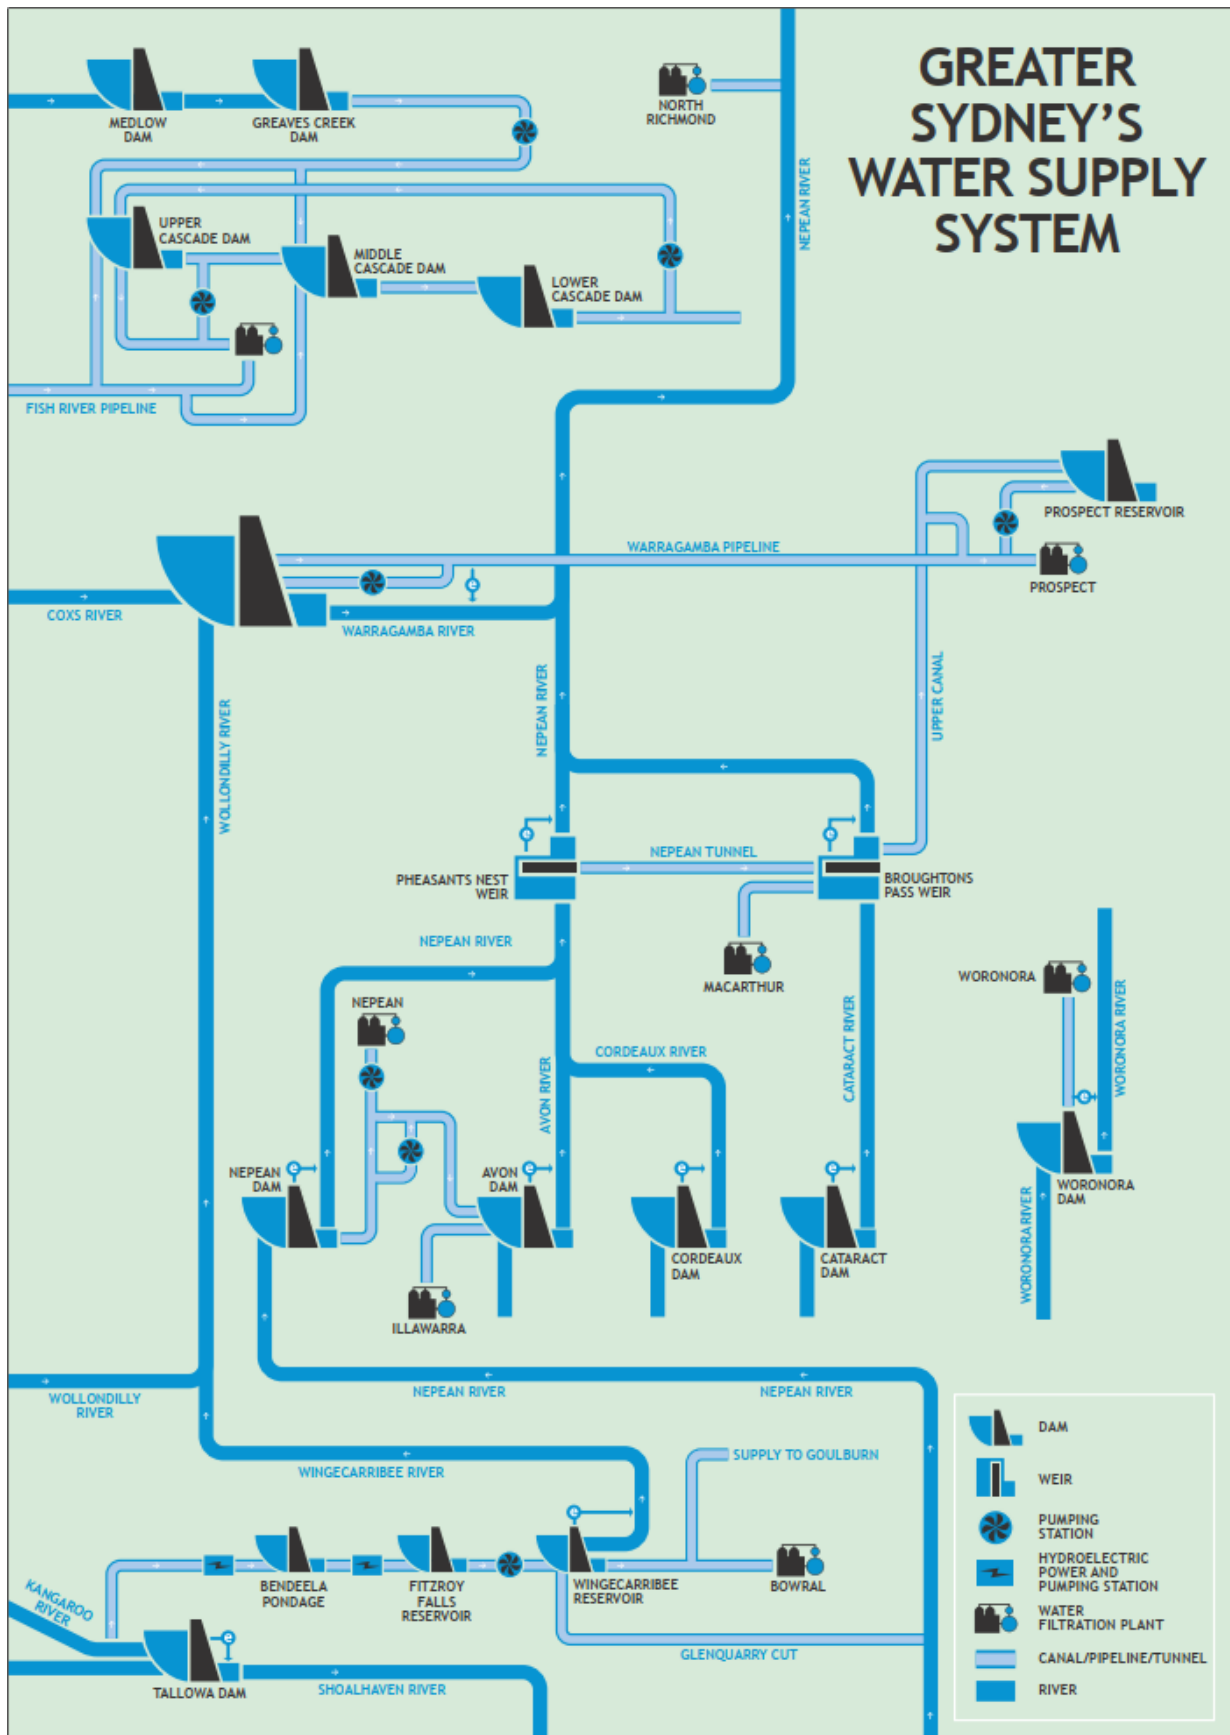 GREATER
SYDNEY'S
WATER SUPPLY
SYSTEM
MEDLOW
DAM
GREAVES CREEK
DAM
NORTH
RICHMOND
NEPEAN RIVER
UPPER
CASCADE DAM
MIDDLE
CASCADE DAM
LOWER
CASCADE DAM
FISH RIVER PIPELINE
PROSPECT RESERVOIR
WARRAGAMBA PIPELINE
PROSPECT
COXS RIVER
e
WARRAGAMBA RIVER
WOLLONDILLY RIVER
NEPEAN RIVER
UPPER CANAL
e
e
NEPEAN TUNNEL
PHEASANTS NEST
WEIR
BROUGHTONS
PASS WEIR
NEPEAN RIVER
MACARTHUR
WORONORA
NEPEAN
CORDEAUX RIVER
AVON RIVER
CATARACT RIVER
WORONORA RIVER
e
NEPEAN
DAM
e
AVON
DAM
e
e
e
WORONORA
DAM
WORONORA RIVER
CORDEAUX
DAM
CATARACT
DAM
ILLAWARRA
WOLLONDILLY
RIVER
NEPEAN RIVER
NEPEAN RIVER
WINGECARRIBEE RIVER
SUPPLY TO GOULBURN
e
BENDEELA
PONDAGE
FITZROY
FALLS
RESERVOIR
WINGECARRIBEE
RESERVOIR
BOWRAL
KANGAROO
RIVER
e
GLENQUARRY CUT
TALLOWA DAM
SHOALHAVEN RIVER
DAM
WEIR
PUMPING
STATION
HYDROELECTRIC
POWER AND
PUMPING STATION
WATER
FILTRATION PLANT
CANAL/PIPELINE/TUNNEL
RIVER